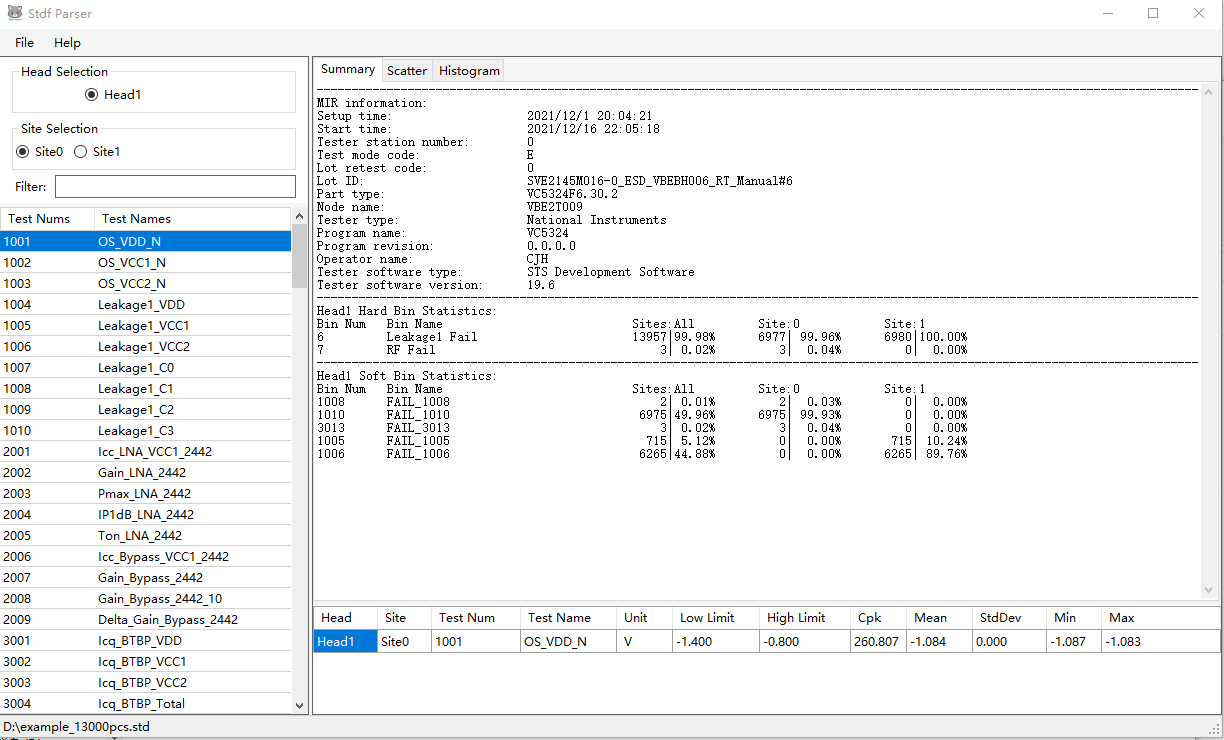 Stdf Parser
File Help
Head Selection
Head1
Site Selection
Site0 Site1
Filter:
Test Nums Test Names
1001 OS_VDD_N
1002 OS_VCC1_N
1003 OS_VCC2_N
1004 Leakage1_VDD
1005 Leakage1_VCC1
1006 Leakage1_VCC2
1007 Leakage1_C0
1008 Leakage1_C1
1009 Leakage1_C2
1010 Leakage1_C3
2001 Icc_LNA_VCC1_2442
2002 Gain_LNA_2442
2003 Pmax_LNA_2442
2004 IP1dB_LNA_2442
2005 Ton_LNA_2442
2006 Icc_Bypass_VCC1_2442
2007 Gain_Bypass_2442
2008 Gain_Bypass_2442_10
2009 Delta_Gain_Bypass_2442
3001 Icq_BTBP_VDD
3002 Icq_BTBP_VCC1
3003 Icq_BTBP_VCC2
3004 Icq_BTBP_Total
Summary Scatter Histogram
MIR information:
Setup time: 2021/12/1 20:04:21
Start time: 2021/12/16 22:05:18
Tester station number: 0
Test mode code: E
Lot retest code: 0
Lot ID: SVE2145M016-0_ESD_VBEBH006_RT_Manual#6
Part type: VC5324F6.30.2
Node name: VBE2T009
Tester type: National Instruments
Program name: VC5324
Program revision: 0.0.0.0
Operator name: CJH
Tester software type: STS Development Software
Tester software version: 19.6
Head1 Hard Bin Statistics:
Bin Num Bin Name Sites:All Site:0 Site:1
6 Leakage1 Fail 13957| 99.98% 6977| 99.96% 6980|100.00%
7 RF Fail 3| 0.02% 3| 0.04% 0| 0.00%
Head1 Soft Bin Statistics:
Bin Num Bin Name Sites:All Site:0 Site:1
1008 FAIL_1008 2| 0.01% 2| 0.03% 0| 0.00%
1010 FAIL_1010 6975| 49.96% 6975| 99.93% 0| 0.00%
3013 FAIL_3013 3| 0.02% 3| 0.04% 0| 0.00%
1005 FAIL_1005 715| 5.12% 0| 0.00% 715| 10.24%
1006 FAIL_1006 6265| 44.88% 0| 0.00% 6265| 89.76%
Head Site Test Num Test Name Unit Low Limit High Limit Cpk Mean StdDev Min Max
Head1 Site0 1001 OS_VDD_N V -1.400 -0.800 260.807 -1.084 0.000 -1.087 -1.083
D:\example_13000pcs.std